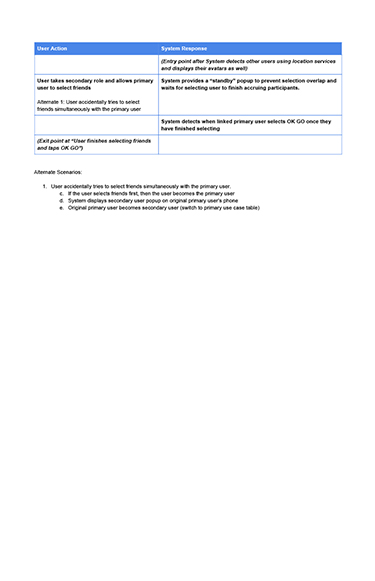 User Action
System Response
(Entry point after System detects other users using location services
and displays their avatars as well)
User takes secondary role and allows primary
user to select friends
Alternate 1: User accidentally tries to select
friends simultaneously with the primary user
System provides a “standby” popup to prevent selection overlap and
waits for selecting user to finish accruing participants.
System detects when linked primary user selects OK GO once they
have finished selecting
(Exit point at “User finishes selecting friends
and taps OK GO”)
Alternate Scenarios:
1. User accidentally tries to select friends simultaneously with the primary user.
c. If the user selects friends first, then the user becomes the primary user
d. System displays secondary user popup on original primary user's phone
e. Original primary user becomes secondary user (switch to primary use case table)